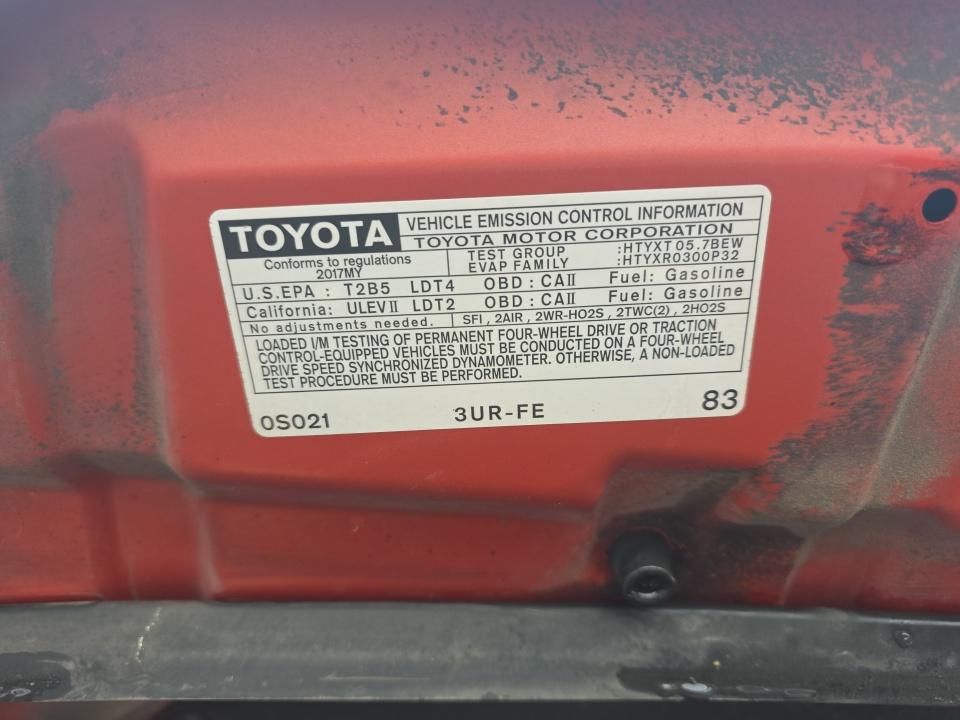 TOYOTA
VEHICLE EMISSION CONTROL INFORMATION
TOYOTA MOTOR CORPORATION
Conforms to regulations
2017MY
TEST GROUP :HTYXT05.7BEW
EVAP FAMILY :HTYXR0300P32
U.S.EPA : T2B5 LDT4 OBD : CAII Fuel: Gasoline
California: ULEVII LDT2 OBD : CAII Fuel: Gasoline
No adjustments needed. SFI , 2AIR , 2WR-HO2S , 2TWC(2) , 2HO2S
LOADED I/M TESTING OF PERMANENT FOUR-WHEEL DRIVE OR TRACTION
CONTROL-EQUIPPED VEHICLES MUST BE CONDUCTED ON A FOUR-WHEEL
DRIVE SPEED SYNCHRONIZED DYNAMOMETER. OTHERWISE, A NON-LOADED
TEST PROCEDURE MUST BE PERFORMED.
0S021 3UR-FE 83